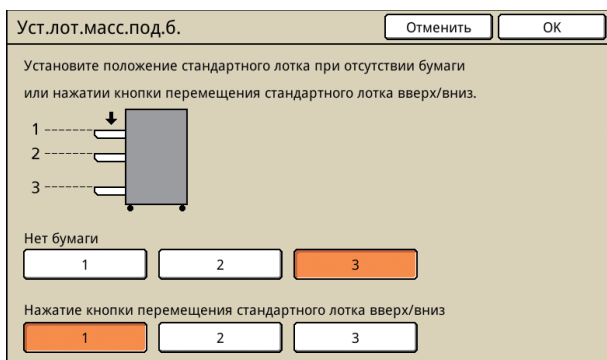 Уст.лот.масс.под.б.
Отменить
OK
Установите положение стандартного лотка при отсутствии бумаги
или нажатии кнопки перемещения стандартного лотка вверх/вниз.
1
2
3
Нет бумаги
1 2 3
Нажатие кнопки перемещения стандартного лотка вверх/вниз
1 2 3